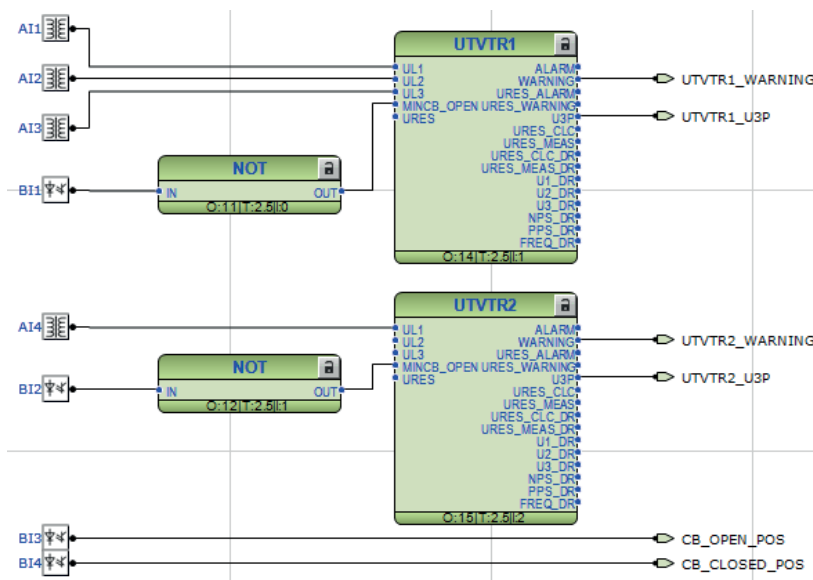 AI1
AI2
AI3
BI1
NOT
IN OUT
O:11|T:2.5|I:0
UTVTR1
UL1 ALARM
UL2 WARNING
UL3 URES_ALARM
MINCB_OPEN URES_WARNING
URES U3P
URES_CLC
URES_MEAS
URES_CLC_DR
URES_MEAS_DR
U1_DR
U2_DR
U3_DR
NPS_DR
PPS_DR
FREQ_DR
O:14|T:2.5|I:1
UTVTR1_WARNING
UTVTR1_U3P
AI4
BI2
NOT
IN OUT
O:12|T:2.5|I:1
UTVTR2
UL1 ALARM
UL2 WARNING
UL3 URES_ALARM
MINCB_OPEN URES_WARNING
URES U3P
URES_CLC
URES_MEAS
URES_CLC_DR
URES_MEAS_DR
U1_DR
U2_DR
U3_DR
NPS_DR
PPS_DR
FREQ_DR
O:15|T:2.5|I:2
UTVTR2_WARNING
UTVTR2_U3P
BI3 CB_OPEN_POS
BI4 CB_CLOSED_POS